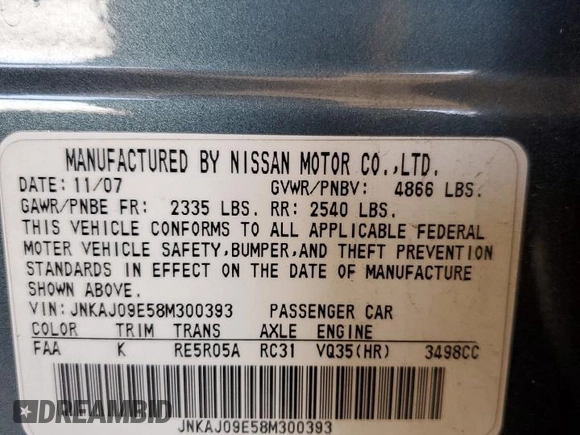 MANUFACTURED BY NISSAN MOTOR CO.,LTD.
DATE: 11/07 GVWR/PNBV: 4866 LBS.
GAWR/PNBE FR: 2335 LBS. RR: 2540 LBS.
THIS VEHICLE CONFORMS TO ALL APPLICABLE FEDERAL
MOTER VEHICLE SAFETY,BUMPER,AND THEFT PREVENTION
STANDARDS IN EFFECT ON THE DATE OF MANUFACTURE
SHOWN ABOVE.
VIN: JNKAJ09E58M300393 PASSENGER CAR
COLOR TRIM TRANS AXLE ENGINE
FAA K RE5R05A RC31 VQ35(HR) 3498CC
JNKAJ09E58M300393
DREAMBID